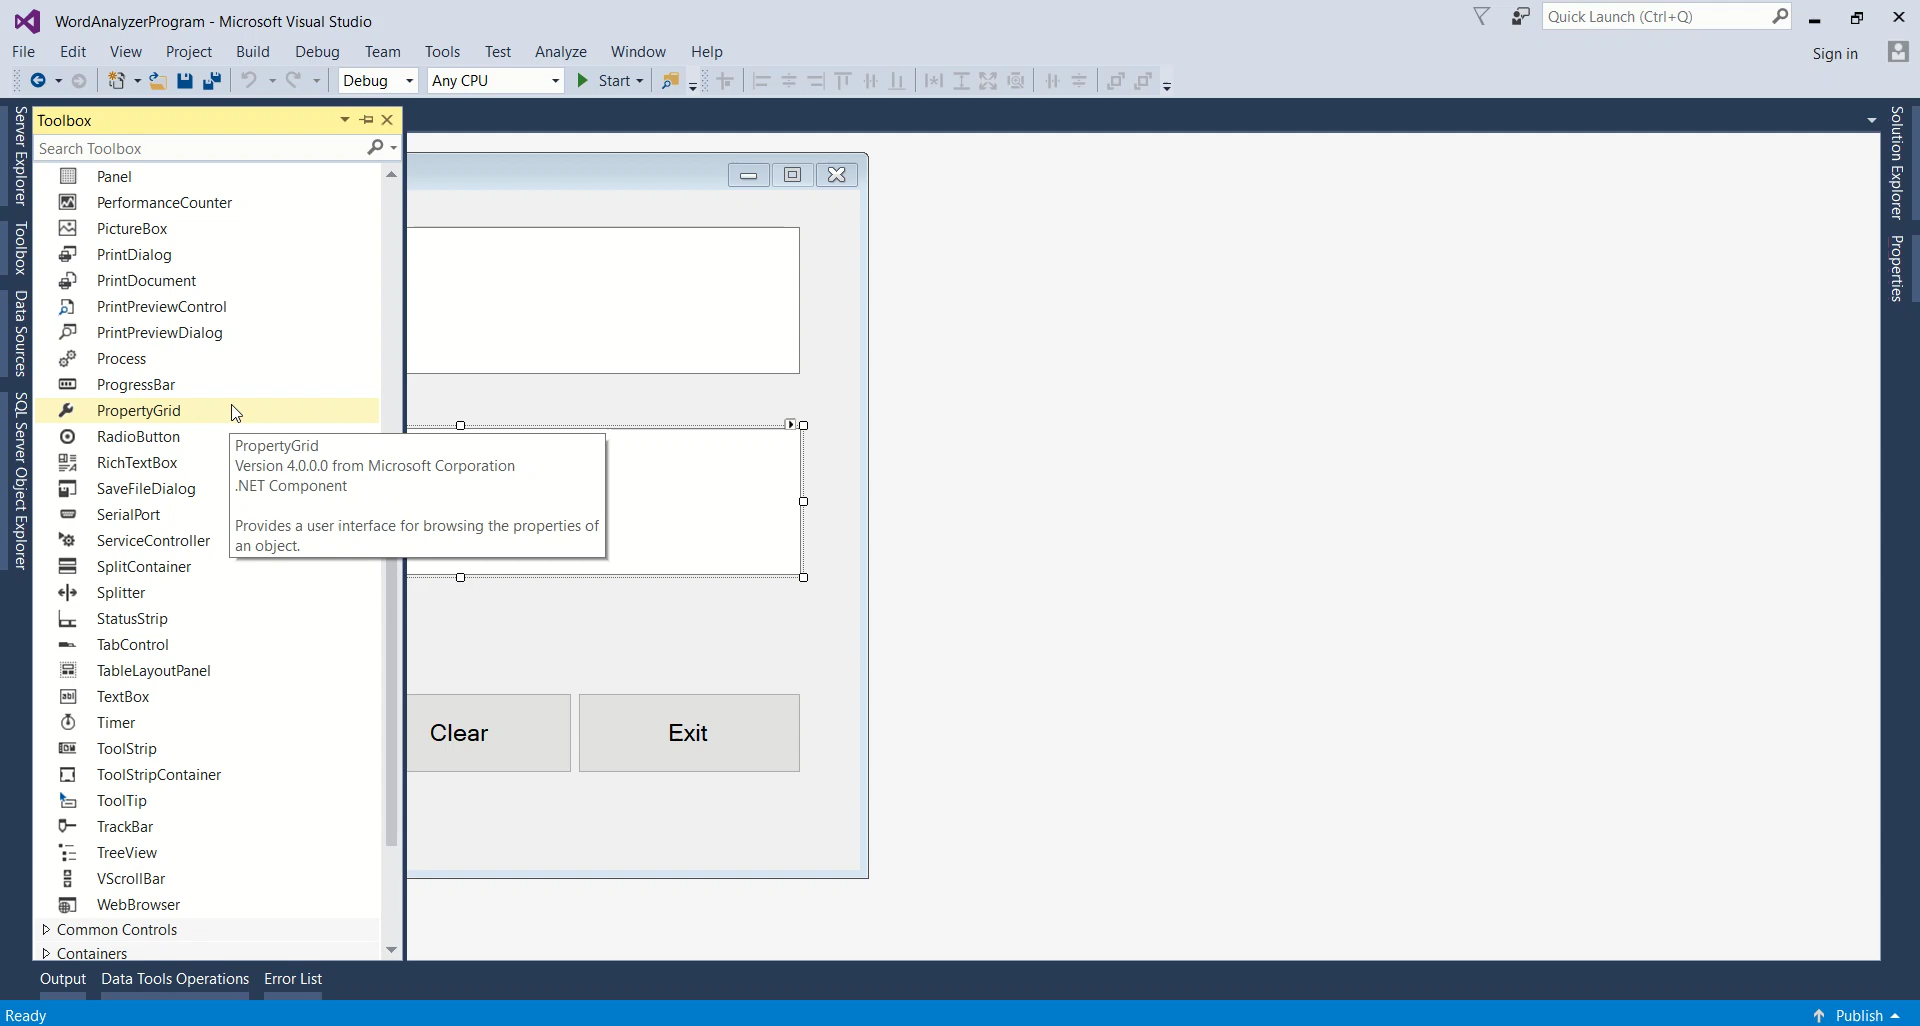 WordAnalyzerProgram - Microsoft Visual Studio
Quick Launch (Ctrl+Q)
File Edit View Project Build Debug Team Tools Test Analyze Window Help
Sign in
Debug Any CPU Start
Toolbox
Search Toolbox
Panel
PerformanceCounter
PictureBox
PrintDialog
PrintDocument
PrintPreviewControl
PrintPreviewDialog
Process
ProgressBar
PropertyGrid
RadioButton
RichTextBox
SaveFileDialog
SerialPort
ServiceController
SplitContainer
Splitter
StatusStrip
TabControl
TableLayoutPanel
TextBox
Timer
ToolStrip
ToolStripContainer
ToolTip
TrackBar
TreeView
VScrollBar
WebBrowser
Common Controls
Containers
PropertyGrid
Version 4.0.0.0 from Microsoft Corporation
.NET Component
Provides a user interface for browsing the properties of
an object.
Clear
Exit
Server Explorer
Toolbox
Data Sources
SQL Server Object Explorer
Solution Explorer
Properties
Output Data Tools Operations Error List
Ready
Publish